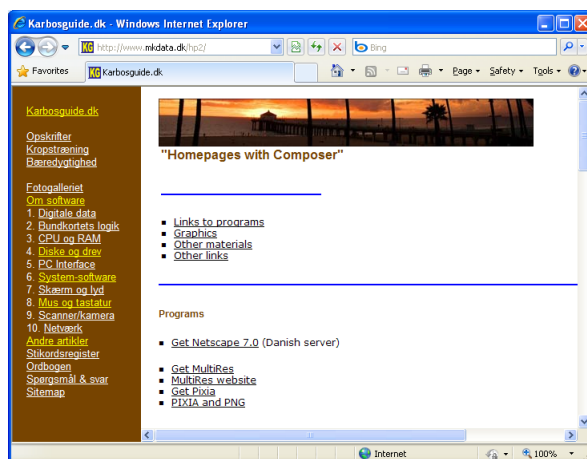 Karbosguide.dk - Windows Internet Explorer
KG http://www.mkdata.dk/hp2/
Bing
Favorites
KG Karbosguide.dk
Page
Safety
Tools
Karbosguide.dk
Opskrifter
Kropstræning
Bæredygtighed
Fotogalleriet
Om software
1. Digitale data
2. Bundkortets logik
3. CPU og RAM
4. Diske og drev
5. PC Interface
6. System-software
7. Skærm og lyd
8. Mus og tastatur
9. Scanner/kamera
10. Netværk
Andre artikler
Stikordsregister
Ordbogen
Spørgsmål & svar
Sitemap
"Homepages with Composer"
Links to programs
Graphics
Other materials
Other links
Programs
Get Netscape 7.0 (Danish server)
Get MultiRes
MultiRes website
Get Pixia
PIXIA and PNG
Internet
100%